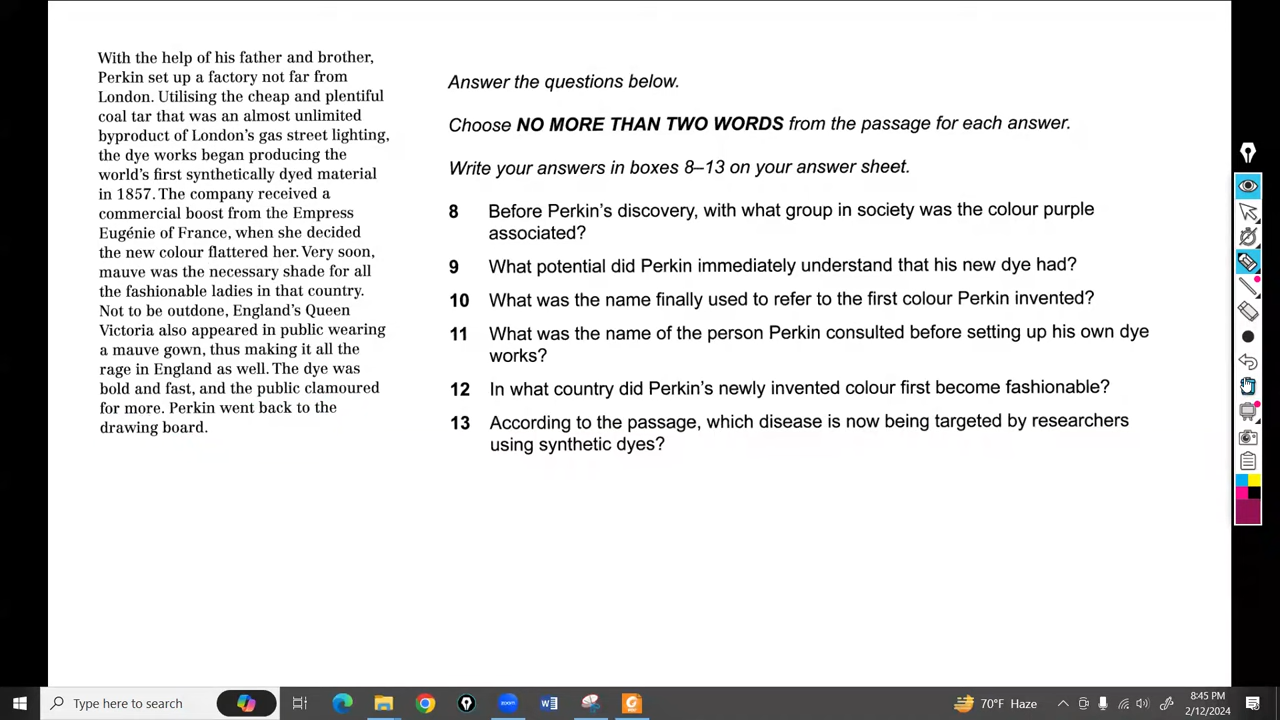 With the help of his father and brother,
Perkin set up a factory not far from
London. Utilising the cheap and plentiful
coal tar that was an almost unlimited
byproduct of London's gas street lighting,
the dye works began producing the
world's first synthetically dyed material
in 1857. The company received a
commercial boost from the Empress
Eugénie of France, when she decided
the new colour flattered her. Very soon,
mauve was the necessary shade for all
the fashionable ladies in that country.
Not to be outdone, England's Queen
Victoria also appeared in public wearing
a mauve gown, thus making it all the
rage in England as well. The dye was
bold and fast, and the public clamoured
for more. Perkin went back to the
drawing board.
Answer the questions below.
Choose NO MORE THAN TWO WORDS from the passage for each answer.
Write your answers in boxes 8–13 on your answer sheet.
8 Before Perkin's discovery, with what group in society was the colour purple
associated?
9 What potential did Perkin immediately understand that his new dye had?
10 What was the name finally used to refer to the first colour Perkin invented?
11 What was the name of the person Perkin consulted before setting up his own dye
works?
12 In what country did Perkin's newly invented colour first become fashionable?
13 According to the passage, which disease is now being targeted by researchers
using synthetic dyes?
Type here to search
zoom
70°F Haze
8:45 PM
2/12/2024